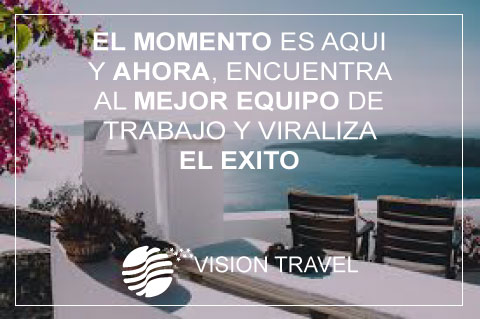 EL MOMENTO ES AQUI
Y AHORA, ENCUENTRA
AL MEJOR EQUIPO DE
TRABAJO Y VIRALIZA
EL EXITO
VISION TRAVEL